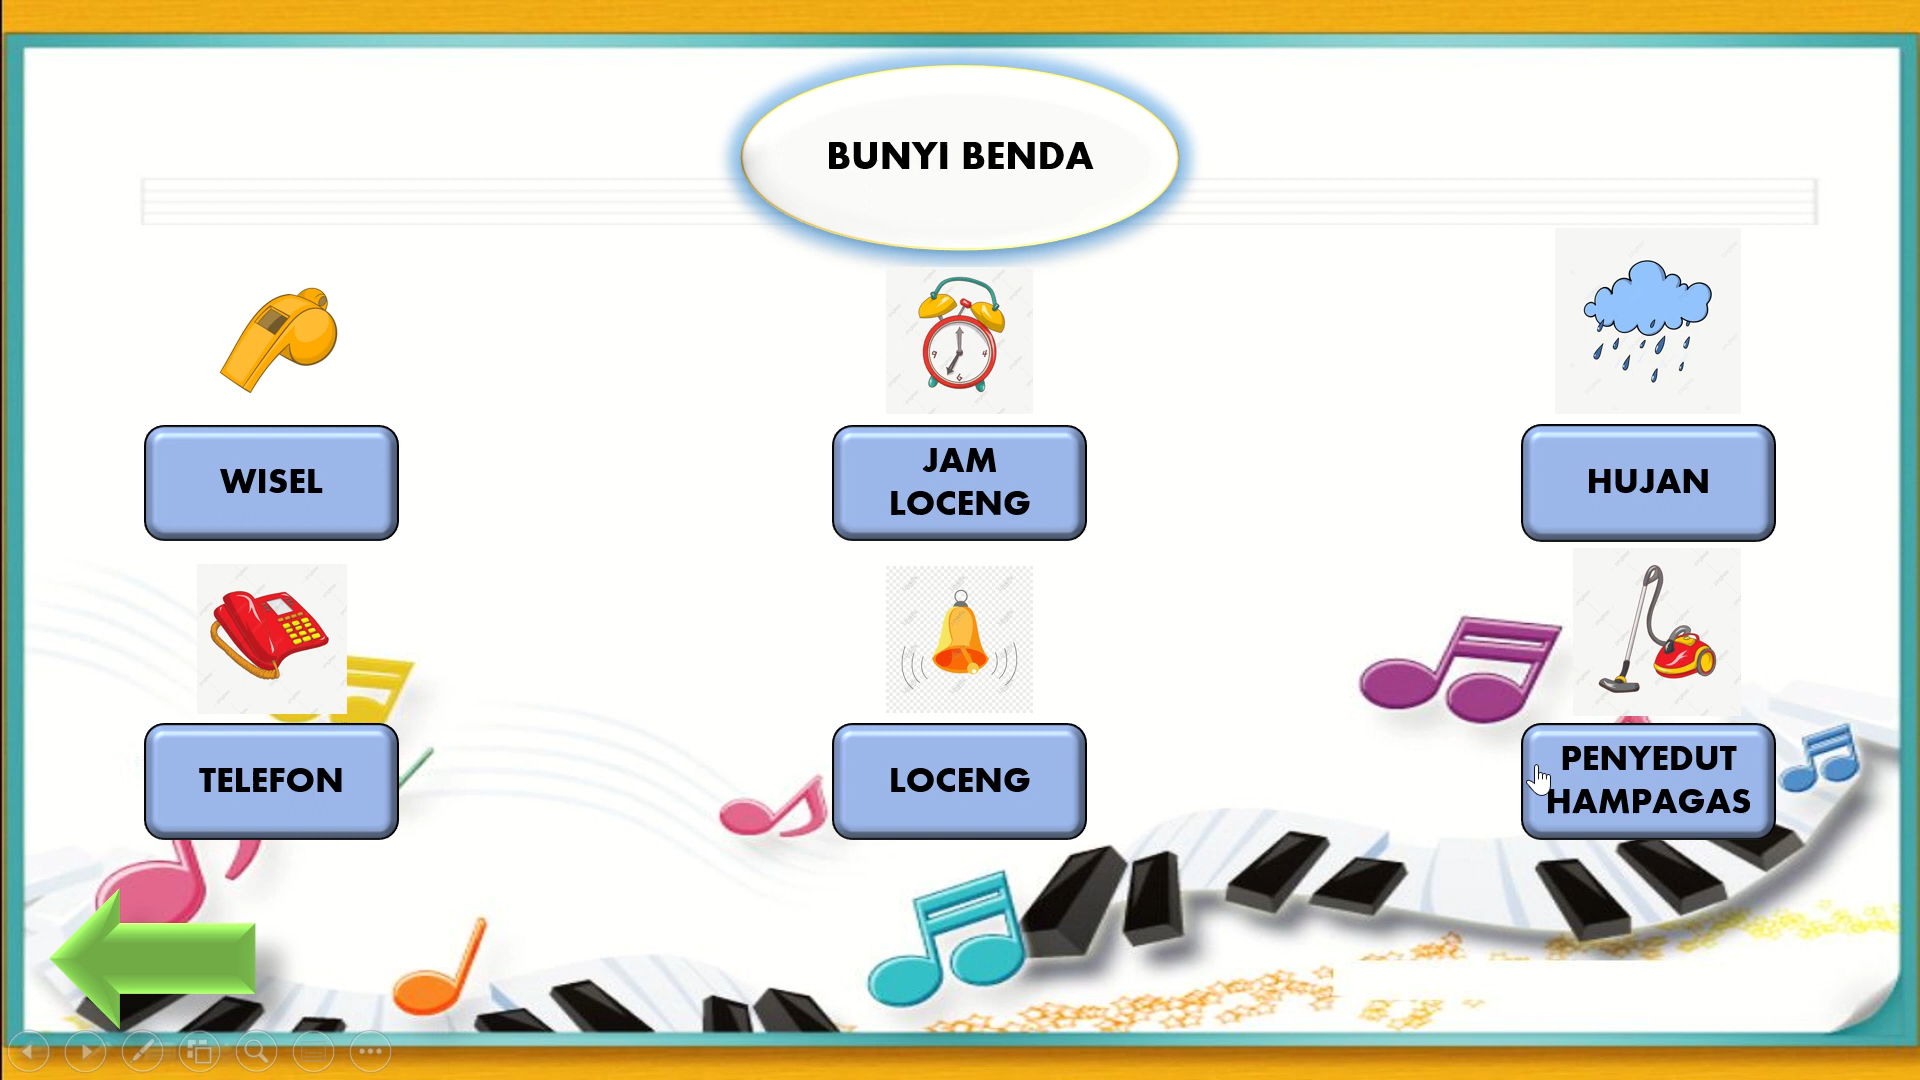 BUNYI BENDA
WISEL
JAM
LOCENG
HUJAN
TELEFON
LOCENG
PENYEDUT
HAMPAGAS